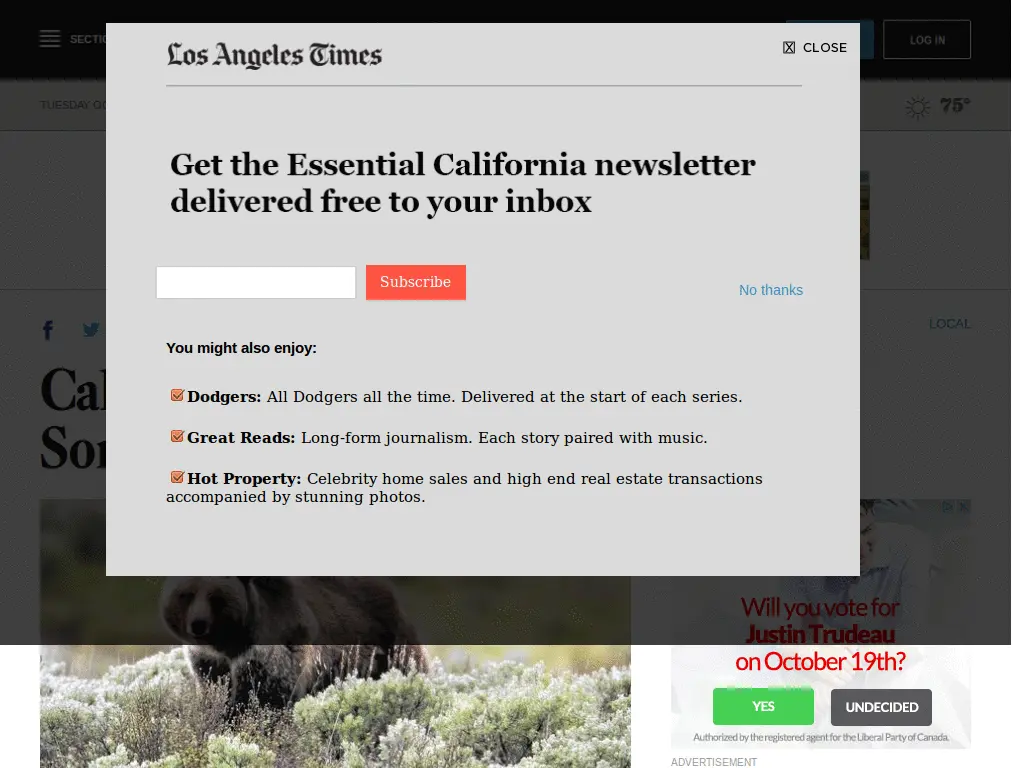 SECTIO
Los Angeles Times
CLOSE
LOG IN
TUESDAY OC
75°
Get the Essential California newsletter
delivered free to your inbox
Subscribe
No thanks
LOCAL
You might also enjoy:
Cal
Dodgers: All Dodgers all the time. Delivered at the start of each series.
Great Reads: Long-form journalism. Each story paired with music.
Hot Property: Celebrity home sales and high end real estate transactions
accompanied by stunning photos.
Will you vote for
Justin Trudeau
on October 19th?
YES
UNDECIDED
Authorized by the registered agent for the Liberal Party of Canada.
ADVERTISEMENT